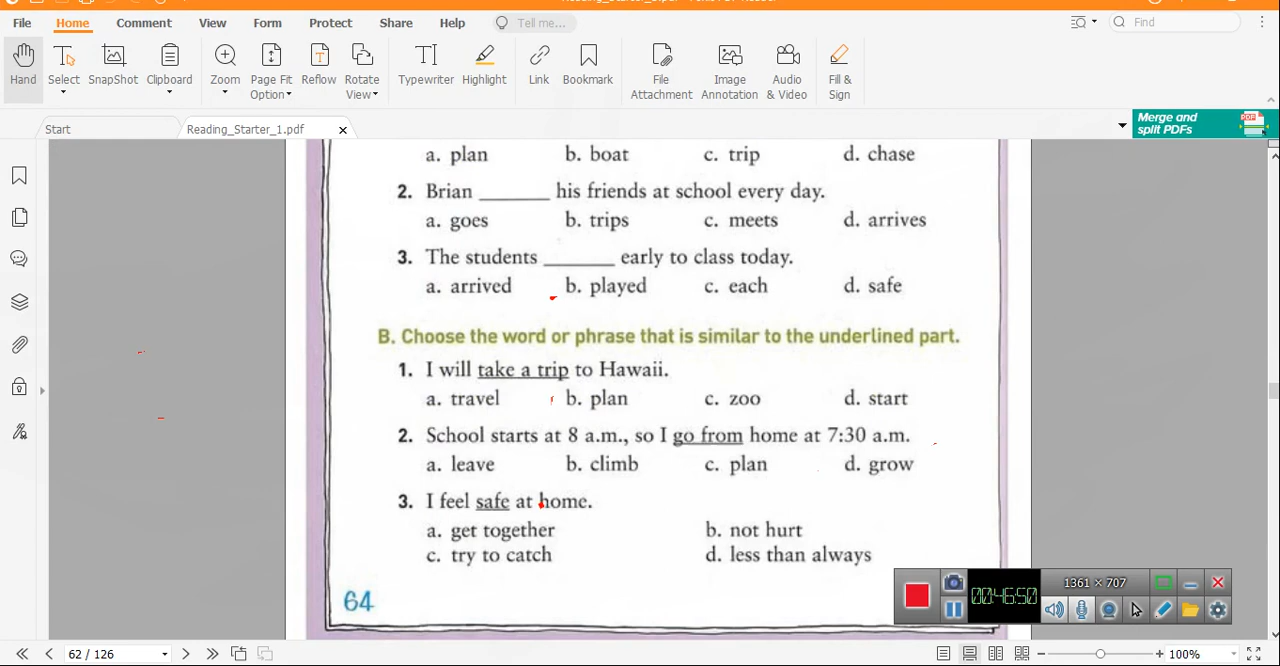 File Home Comment View Form Protect Share Help Tell me... Find
Hand Select SnapShot Clipboard Zoom Page Fit Option Reflow Rotate View Typewriter Highlight Link Bookmark File Attachment Image Annotation Audio & Video Fill & Sign
Start Reading_Starter_1.pdf Merge and split PDFs
a. plan b. boat c. trip d. chase
2. Brian _______ his friends at school every day.
a. goes b. trips c. meets d. arrives
3. The students _______ early to class today.
a. arrived b. played c. each d. safe
B. Choose the word or phrase that is similar to the underlined part.
1. I will take a trip to Hawaii.
a. travel b. plan c. zoo d. start
2. School starts at 8 a.m., so I go from home at 7:30 a.m.
a. leave b. climb c. plan d. grow
3. I feel safe at home.
a. get together b. not hurt
c. try to catch d. less than always
64
1361 × 707
00:46:50
62 / 126 100%